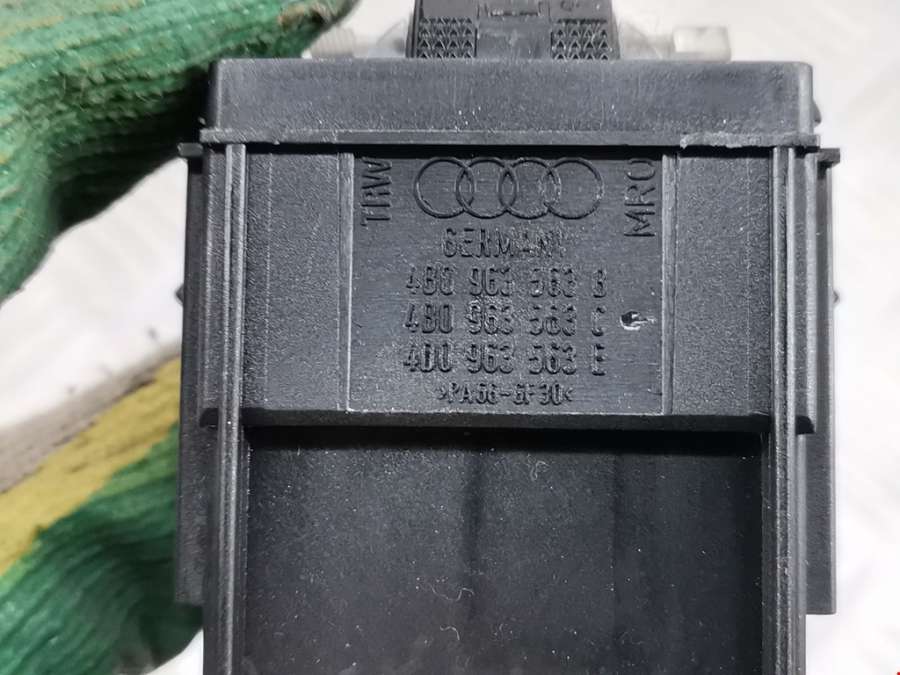 TRW
MRO
GERMANY
4B0 963 563 B
4B0 963 563 C
4D0 963 563 E
>PA66-GF30<